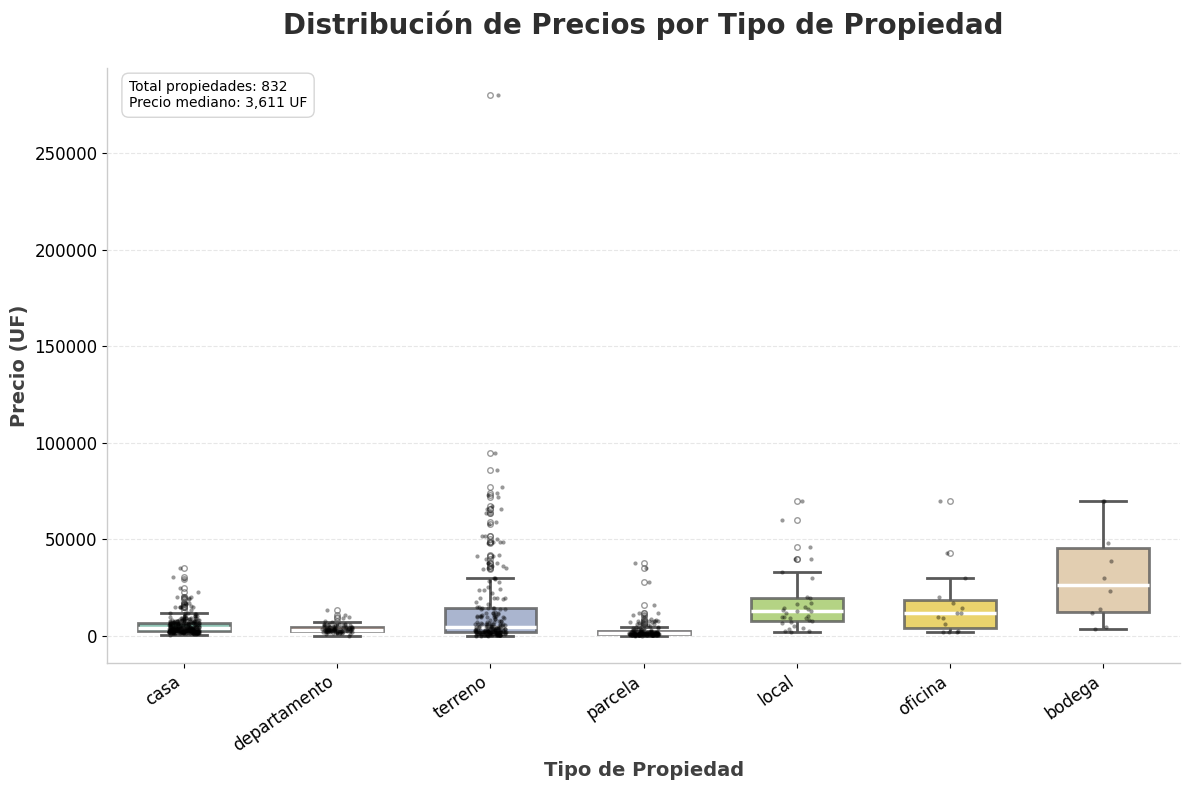 Distribución de Precios por Tipo de Propiedad
Total propiedades: 832
Precio mediano: 3,611 UF
Precio (UF)
250000
200000
150000
100000
50000
0
casa
departamento
terreno
parcela
local
oficina
bodega
Tipo de Propiedad